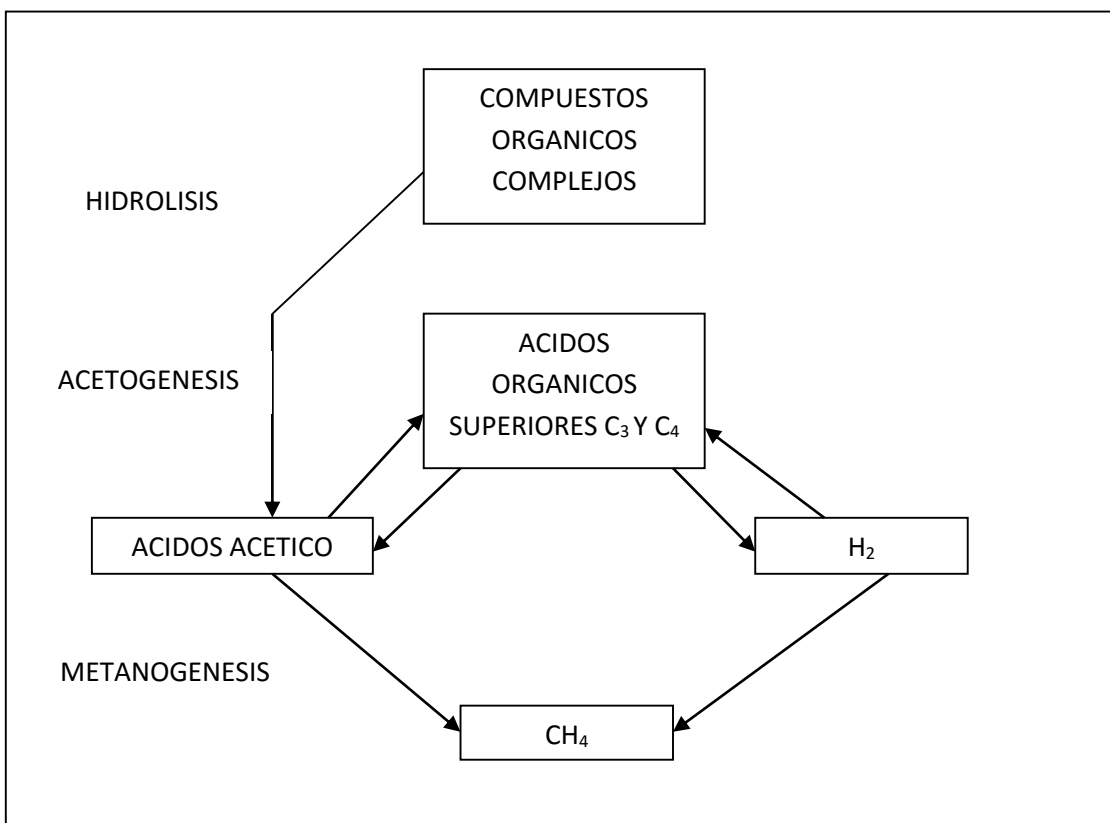 COMPUESTOS
ORGANICOS
COMPLEJOS
HIDROLISIS
ACIDOS
ORGANICOS
SUPERIORES C₃ Y C₄
ACETOGENESIS
ACIDOS ACETICO
H₂
METANOGENESIS
CH₄